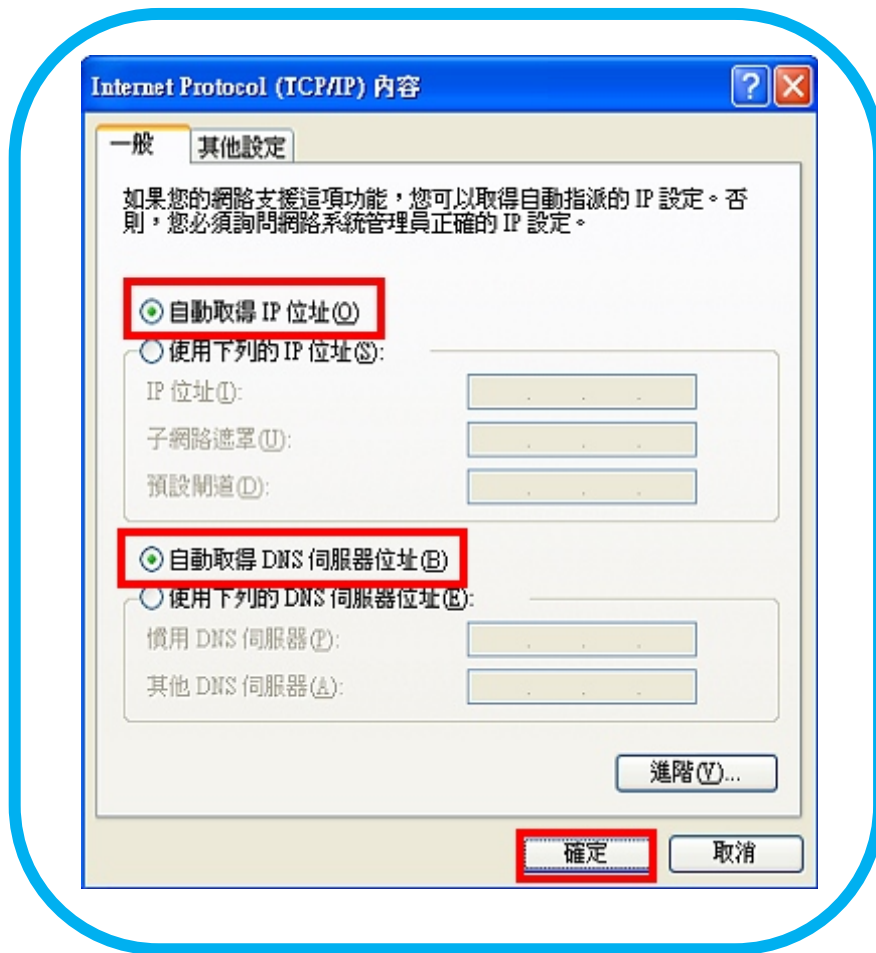 Internet Protocol (TCP/IP) 內容
一般
其他設定
如果您的網路支援這項功能，您可以取得自動指派的 IP 設定。否
則，您必須詢問網路系統管理員正確的 IP 設定。
自動取得 IP 位址(O)
使用下列的 IP 位址(S):
IP 位址(I):
子網路遮罩(U):
預設閘道(D):
自動取得 DNS 伺服器位址(B)
使用下列的 DNS 伺服器位址(E):
慣用 DNS 伺服器(P):
其他 DNS 伺服器(A):
進階(V)...
確定
取消